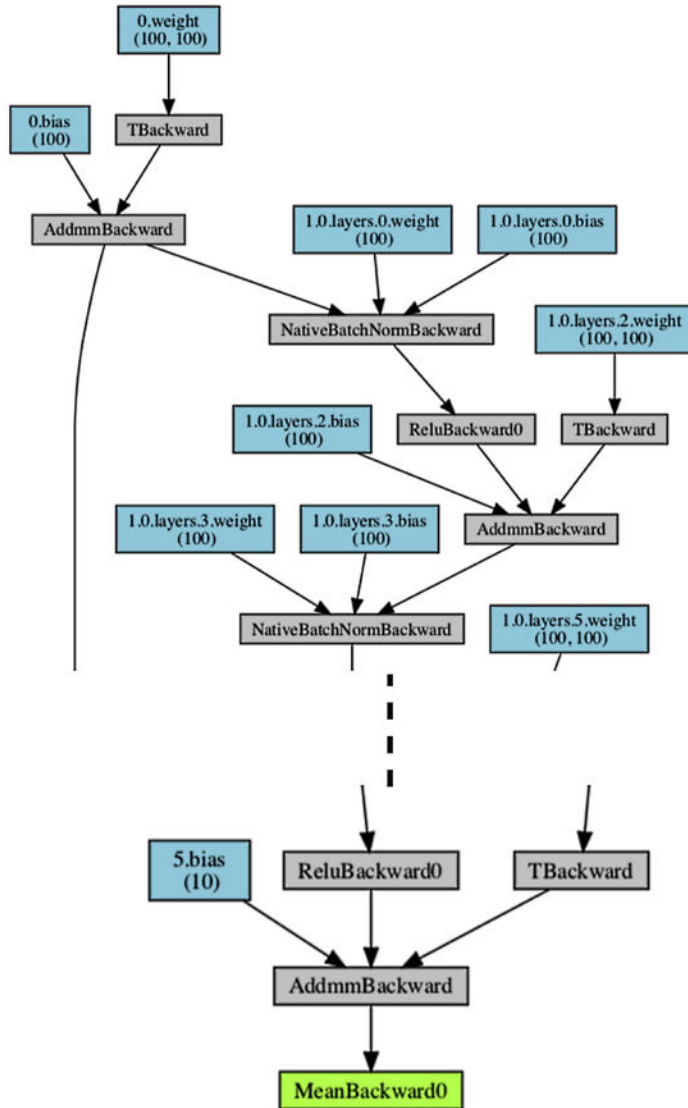 0.weight
(100, 100)
0.bias
(100)
TBackward
AddmmBackward
1.0.layers.0.weight
(100)
1.0.layers.0.bias
(100)
NativeBatchNormBackward
1.0.layers.2.weight
(100, 100)
1.0.layers.2.bias
(100)
ReluBackward0
TBackward
1.0.layers.3.weight
(100)
1.0.layers.3.bias
(100)
AddmmBackward
NativeBatchNormBackward
1.0.layers.5.weight
(100, 100)
5.bias
(10)
ReluBackward0
TBackward
AddmmBackward
MeanBackward0